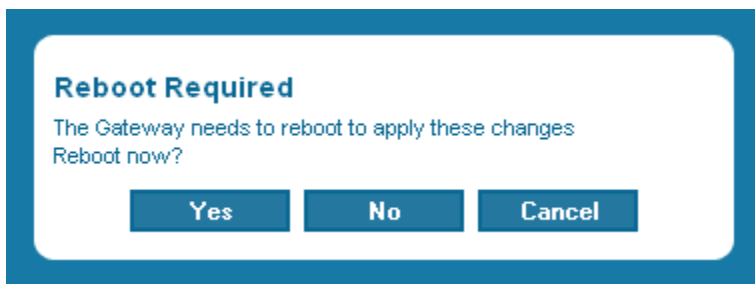 Reboot Required
The Gateway needs to reboot to apply these changes
Reboot now?
Yes No Cancel